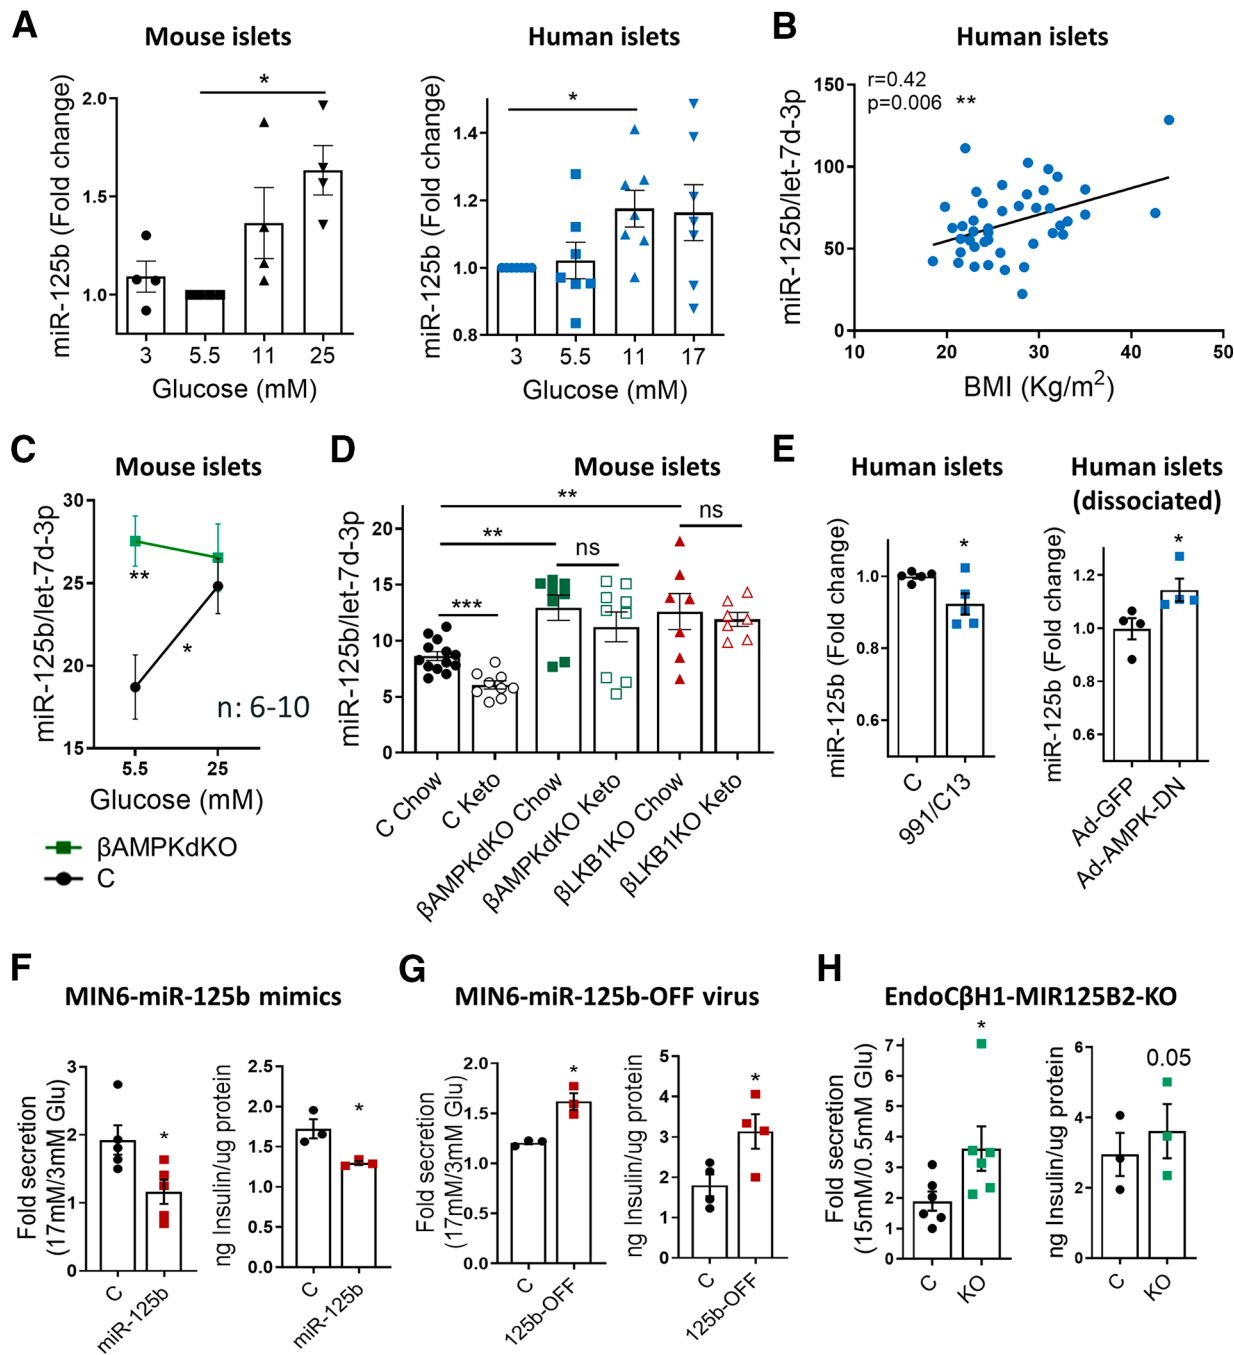 A
Mouse islets
miR-125b (Fold change)
2.0
1.5
1.0
*
3 5.5 11 25
Glucose (mM)
Human islets
miR-125b (Fold change)
1.4
1.2
1.0
0.8
*
3 5.5 11 17
Glucose (mM)
B
Human islets
miR-125b/let-7d-3p
150
100
50
0
r=0.42
p=0.006 **
10 20 30 40 50
BMI (Kg/m²)
C
Mouse islets
miR-125b/let-7d-3p
30
25
20
15
**
*
n: 6-10
5.5 25
Glucose (mM)
βAMPKdKO
C
D
Mouse islets
miR-125b/let-7d-3p
20
15
10
5
0
**
ns
**
ns
***
C Chow
C Keto
βAMPKdKO Chow
βAMPKdKO Keto
βLKB1KO Chow
βLKB1KO Keto
E
Human islets
miR-125b (Fold change)
1.0
0.8
0.6
*
C
991/C13
Human islets
(dissociated)
miR-125b (Fold change)
1.2
1.0
0.8
0.6
*
Ad-GFP
Ad-AMPK-DN
F
MIN6-miR-125b mimics
Fold secretion
(17mM/3mM Glu)
3
2
1
0
*
C
miR-125b
ng Insulin/ug protein
2.5
2.0
1.5
1.0
0.5
0.0
*
C
miR-125b
G
MIN6-miR-125b-OFF virus
Fold secretion
(17mM/3mM Glu)
2.0
1.5
1.0
0.5
0.0
*
C
125b-OFF
ng Insulin/ug protein
5
4
3
2
1
0
*
C
125b-OFF
H
EndoCβH1-MIR125B2-KO
Fold secretion
(15mM/0.5mM Glu)
7
6
5
4
3
2
1
0
*
C
KO
ng Insulin/ug protein
6
4
2
0
0.05
C
KO